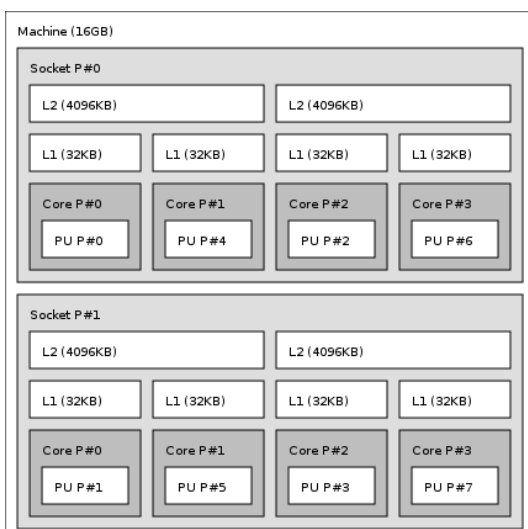 Machine (16GB)
Socket P#0
L2 (4096KB) L2 (4096KB)
L1 (32KB) L1 (32KB) L1 (32KB) L1 (32KB)
Core P#0 Core P#1 Core P#2 Core P#3
PU P#0 PU P#4 PU P#2 PU P#6
Socket P#1
L2 (4096KB) L2 (4096KB)
L1 (32KB) L1 (32KB) L1 (32KB) L1 (32KB)
Core P#0 Core P#1 Core P#2 Core P#3
PU P#1 PU P#5 PU P#3 PU P#7